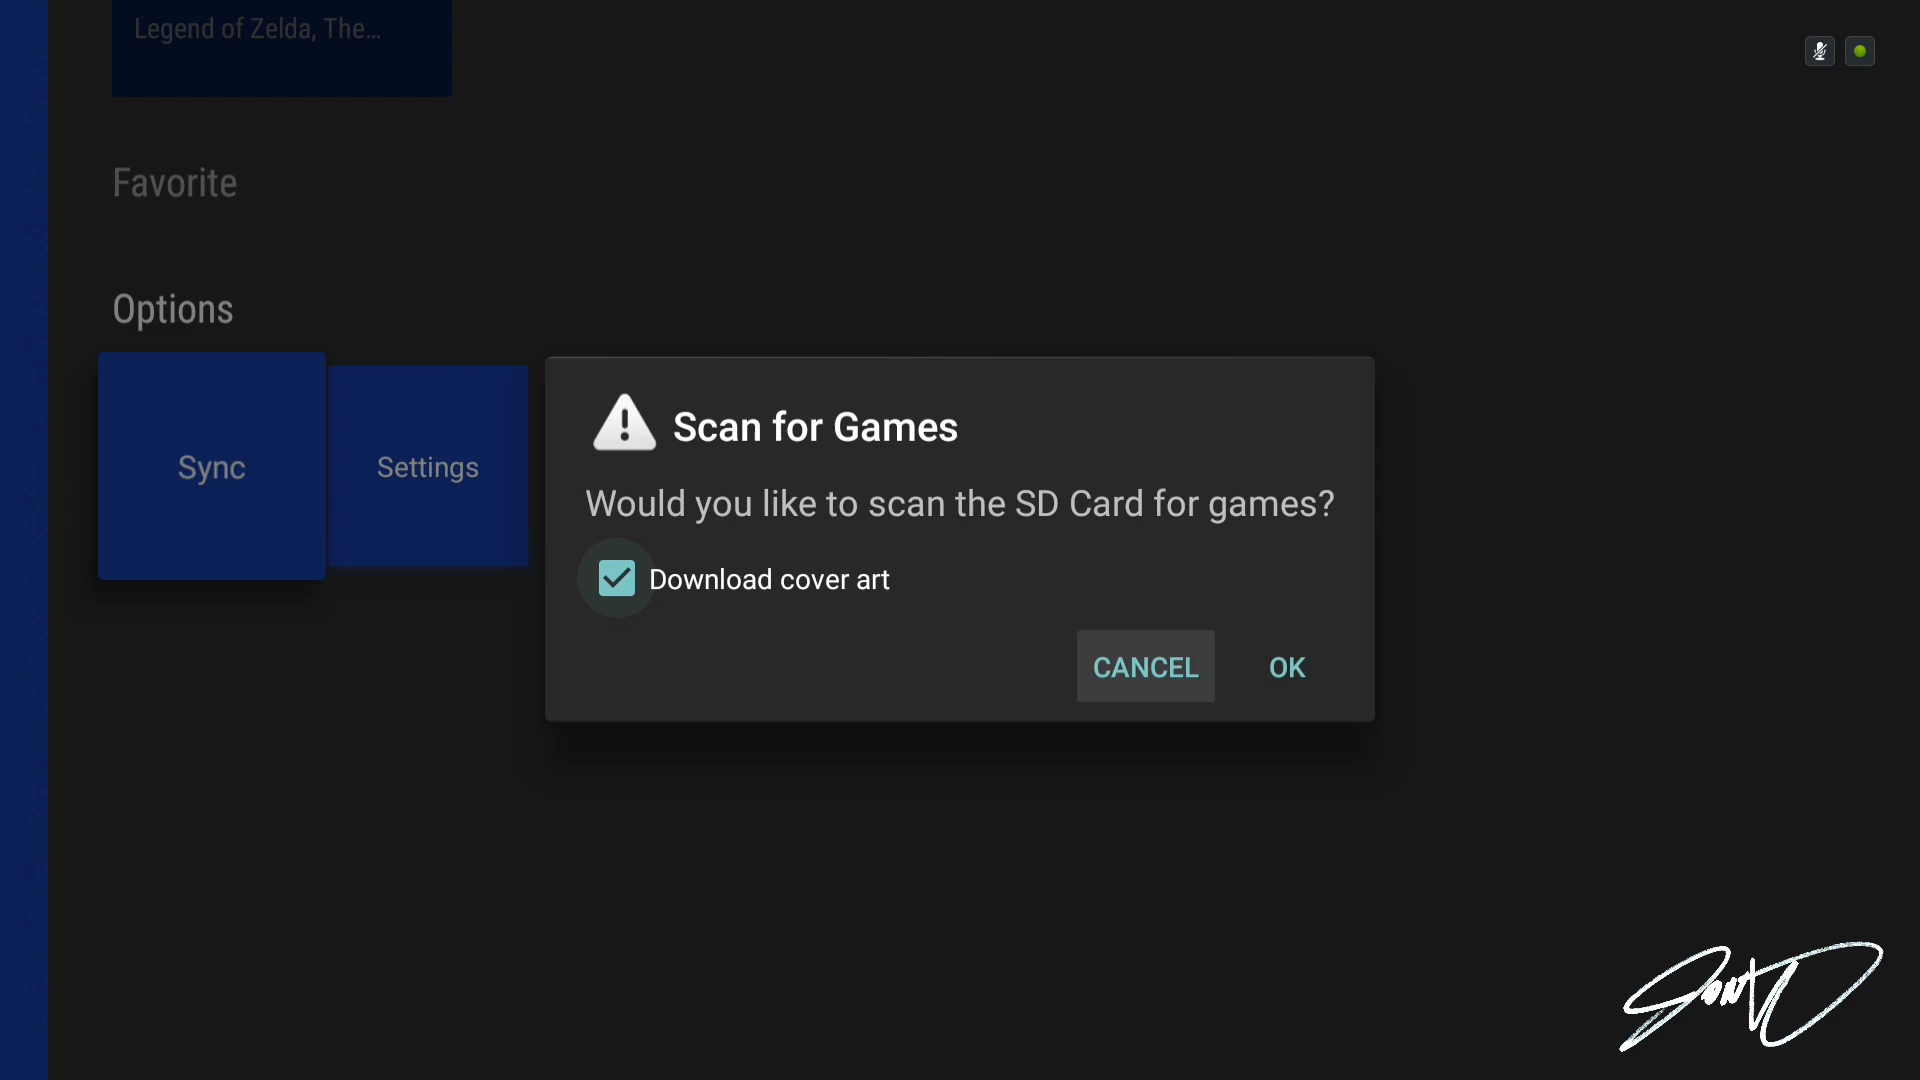 Legend of Zelda, The...
Favorite
Options
Sync
Settings
Scan for Games
Would you like to scan the SD Card for games?
Download cover art
CANCEL
OK